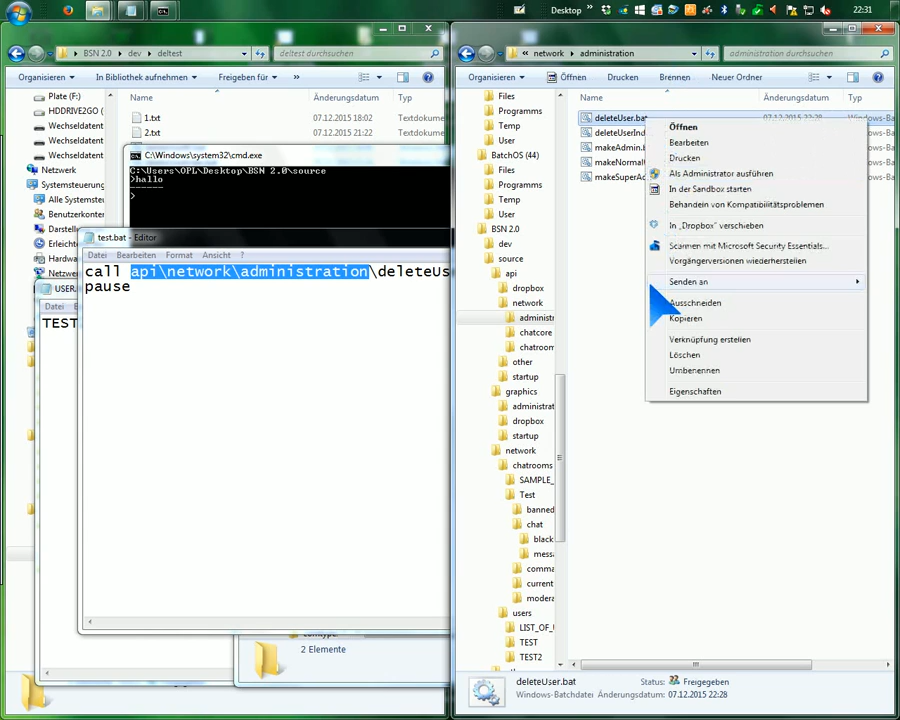 Desktop
»
22:31
BSN 2.0
dev
deltest
deltest durchsuchen
Organisieren
In Bibliothek aufnehmen
Freigeben für
»
Plate (F:)
HDDRIVE2GO
Wechseldatent
Wechseldatent
Wechseldatent
Netzwerk
Systemsteuerung
Alle Systemsteu
Benutzerkonter
Darstellu
Erleichte
Hardwa
Netzwe
Name
Änderungsdatum
Typ
1.txt
07.12.2015 18:02
Textdokume
2.txt
07.12.2015 21:22
Textdokume
C:\Windows\system32\cmd.exe
C:\Users\OPL\Desktop\BSN 2.0\source
>hallo
------
>
test.bat - Editor
Datei
Bearbeiten
Format
Ansicht
?
call api\network\administration\deleteUs
pause
USER.
Datei
TEST
2 Elemente
«
network
administration
administration durchsuchen
Organisieren
Öffnen
Drucken
Brennen
Neuer Ordner
Files
Programms
Temp
User
BatchOS (44)
Files
Programms
Temp
User
BSN 2.0
dev
source
api
dropbox
network
administr
chatcore
chatroom
other
startup
graphics
administrat
dropbox
startup
network
chatrooms
SAMPLE_
Test
banned
chat
black
mess
comma
current
modera
users
LIST_OF_U
TEST
TEST2
Name
Änderungsdatum
Typ
deleteUser.bat
07.12.2015 22:28
Windows-Ba
deleteUserInd
makeAdmin.b
makeNormalU
makeSuperAd
Öffnen
Bearbeiten
Drucken
Als Administrator ausführen
In der Sandbox starten
Behandeln von Kompatibilitätsproblemen
In „Dropbox“ verschieben
Scannen mit Microsoft Security Essentials...
Vorgängerversionen wiederherstellen
Senden an
Ausschneiden
Kopieren
Verknüpfung erstellen
Löschen
Umbenennen
Eigenschaften
deleteUser.bat
Status:
Freigegeben
Windows-Batchdatei
Änderungsdatum:
07.12.2015 22:28